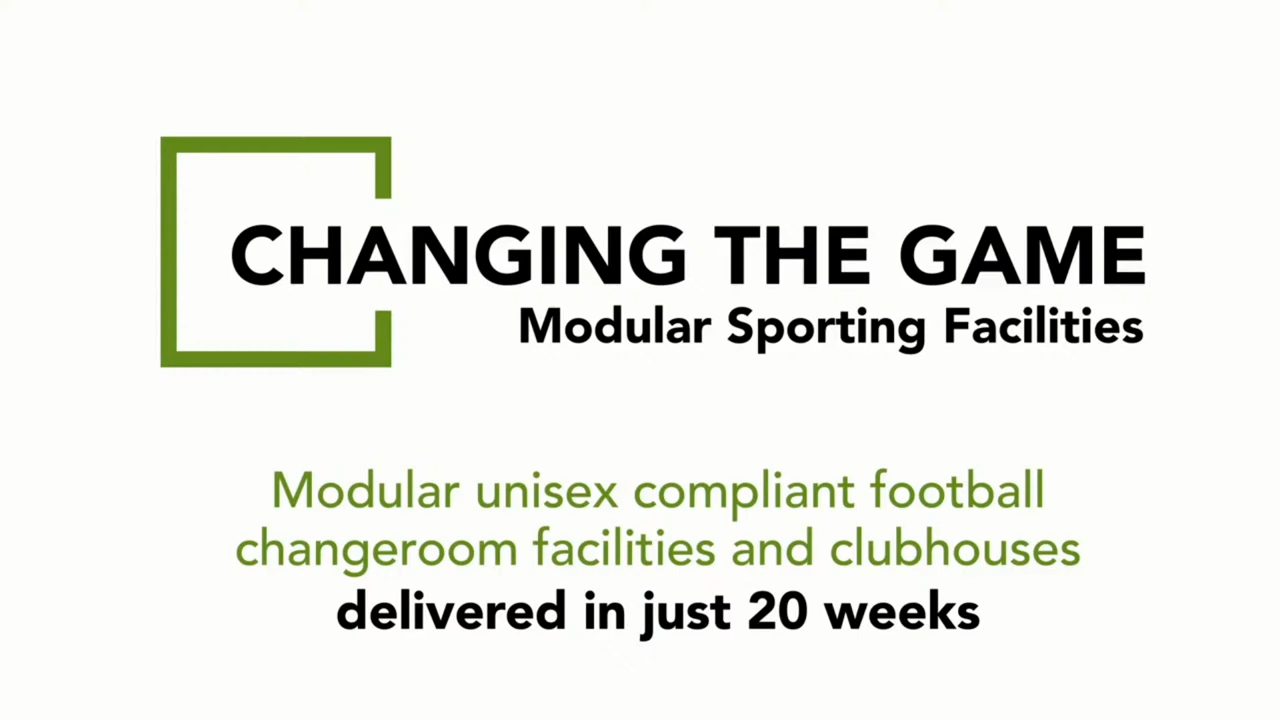 CHANGING THE GAME
Modular Sporting Facilities
Modular unisex compliant football
changeroom facilities and clubhouses
delivered in just 20 weeks